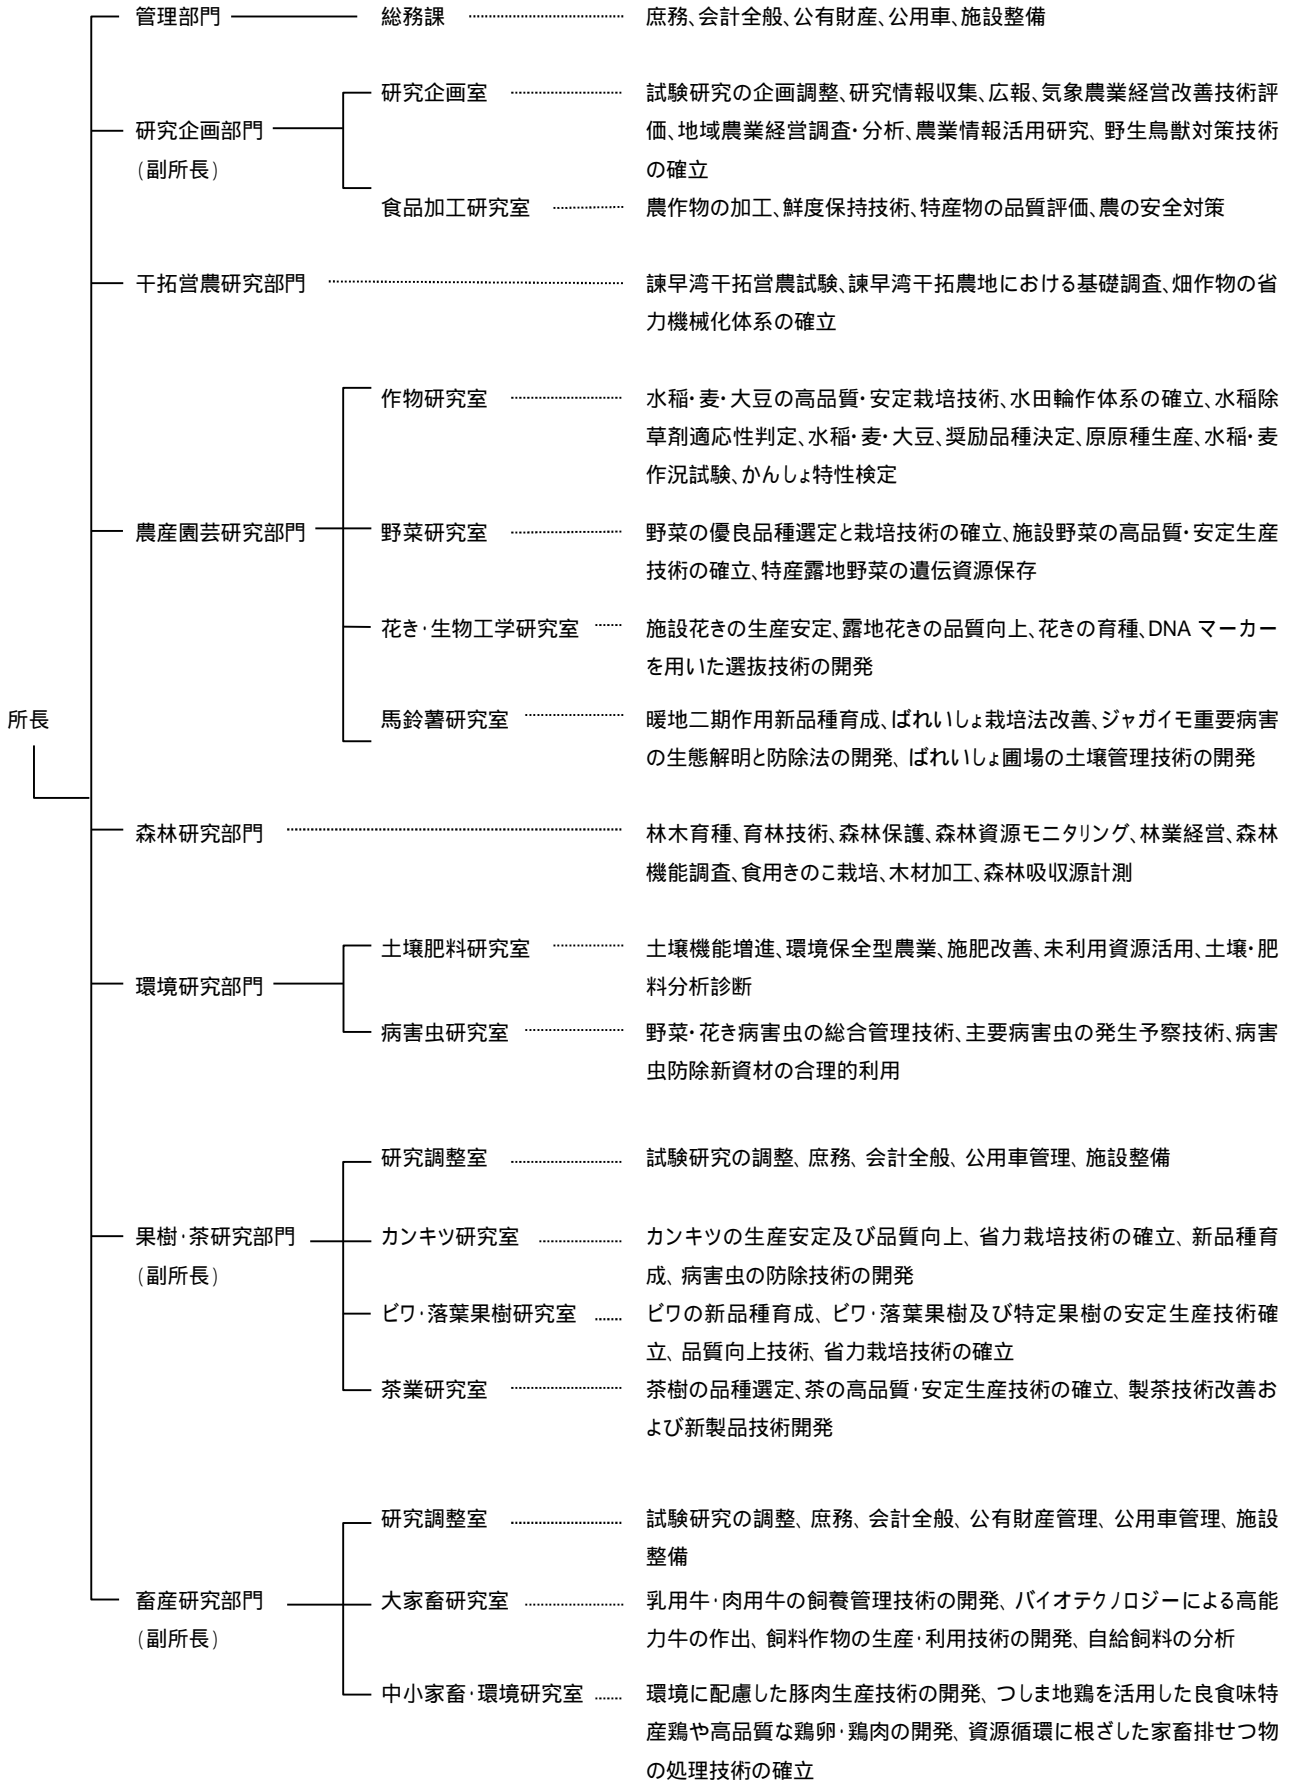 管理部門 総務課 庶務、会計全般、公有財産、公用車、施設整備
研究企画室 試験研究の企画調整、研究情報収集、広報、気象農業経営改善技術評
研究企画部門 価、地域農業経営調査・分析、農業情報活用研究、野生鳥獣対策技術
(副所長) の確立
食品加工研究室 農作物の加工、鮮度保持技術、特産物の品質評価、農の安全対策
干拓営農研究部門 諫早湾干拓営農試験、諫早湾干拓農地における基礎調査、畑作物の省
力機械化体系の確立
作物研究室 水稲・麦・大豆の高品質・安定栽培技術、水田輪作体系の確立、水稲除
草剤適応性判定、水稲・麦・大豆、奨励品種決定、原原種生産、水稲・麦
作況試験、かんしょ特性検定
農産園芸研究部門 野菜研究室 野菜の優良品種選定と栽培技術の確立、施設野菜の高品質・安定生産
技術の確立、特産露地野菜の遺伝資源保存
花き・生物工学研究室 施設花きの生産安定、露地花きの品質向上、花きの育種、DNA マーカー
を用いた選抜技術の開発
所長 馬鈴薯研究室 暖地二期作用新品種育成、ばれいしょ栽培法改善、ジャガイモ重要病害
の生態解明と防除法の開発、ばれいしょ圃場の土壌管理技術の開発
森林研究部門 林木育種、育林技術、森林保護、森林資源モニタリング、林業経営、森林
機能調査、食用きのこ栽培、木材加工、森林吸収源計測
土壌肥料研究室 土壌機能増進、環境保全型農業、施肥改善、未利用資源活用、土壌・肥
環境研究部門 料分析診断
病害虫研究室 野菜・花き病害虫の総合管理技術、主要病害虫の発生予察技術、病害
虫防除新資材の合理的利用
研究調整室 試験研究の調整、庶務、会計全般、公用車管理、施設整備
果樹・茶研究部門 カンキツ研究室 カンキツの生産安定及び品質向上、省力栽培技術の確立、新品種育
(副所長) 成、病害虫の防除技術の開発
ビワ・落葉果樹研究室 ビワの新品種育成、ビワ・落葉果樹及び特定果樹の安定生産技術確
立、品質向上技術、省力栽培技術の確立
茶業研究室 茶樹の品種選定、茶の高品質・安定生産技術の確立、製茶技術改善お
よび新製品技術開発
研究調整室 試験研究の調整、庶務、会計全般、公有財産管理、公用車管理、施設
整備
畜産研究部門 大家畜研究室 乳用牛・肉用牛の飼養管理技術の開発、バイオテクノロジーによる高能
(副所長) 力牛の作出、飼料作物の生産・利用技術の開発、自給飼料の分析
中小家畜・環境研究室 環境に配慮した豚肉生産技術の開発、つしま地鶏を活用した良食味特
産鶏や高品質な鶏卵・鶏肉の開発、資源循環に根ざした家畜排せつ物
の処理技術の確立